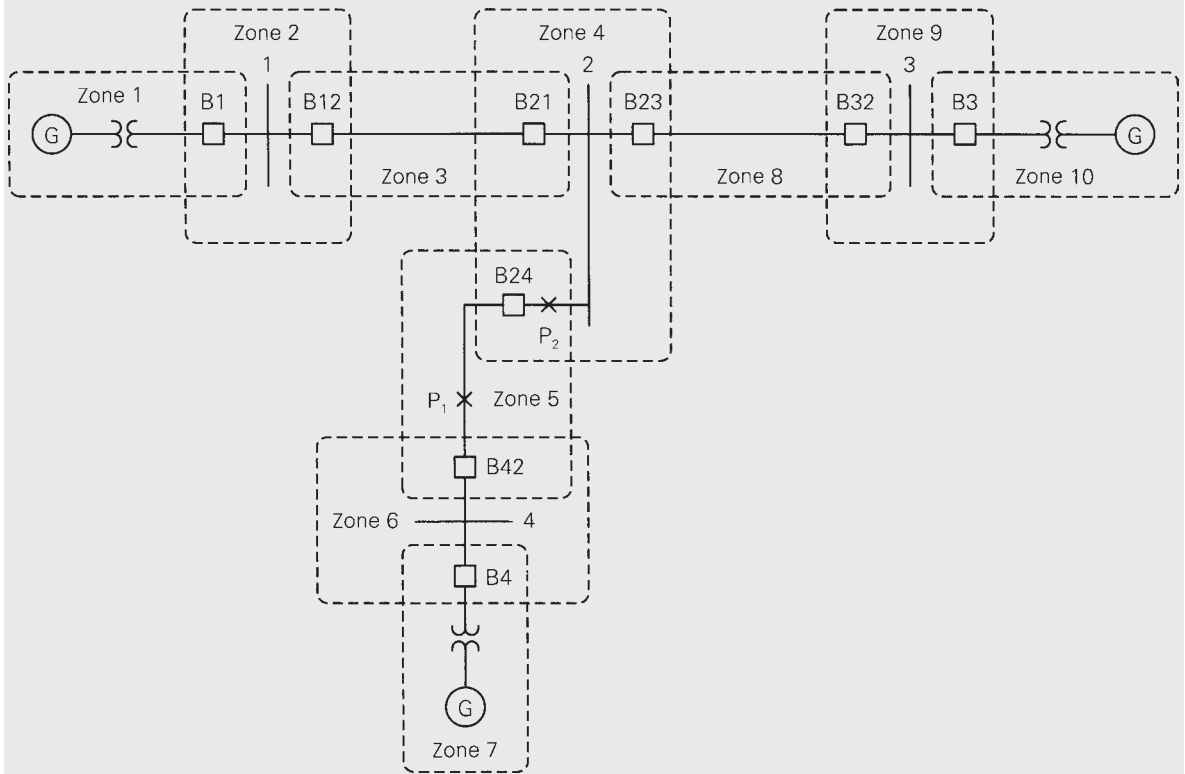 Zone 2
Zone 4
Zone 9
1
2
3
Zone 1
B1
B12
B21
B23
B32
B3
G
G
Zone 3
Zone 8
Zone 10
B24
P₂
P₁
Zone 5
B42
Zone 6
4
B4
G
Zone 7